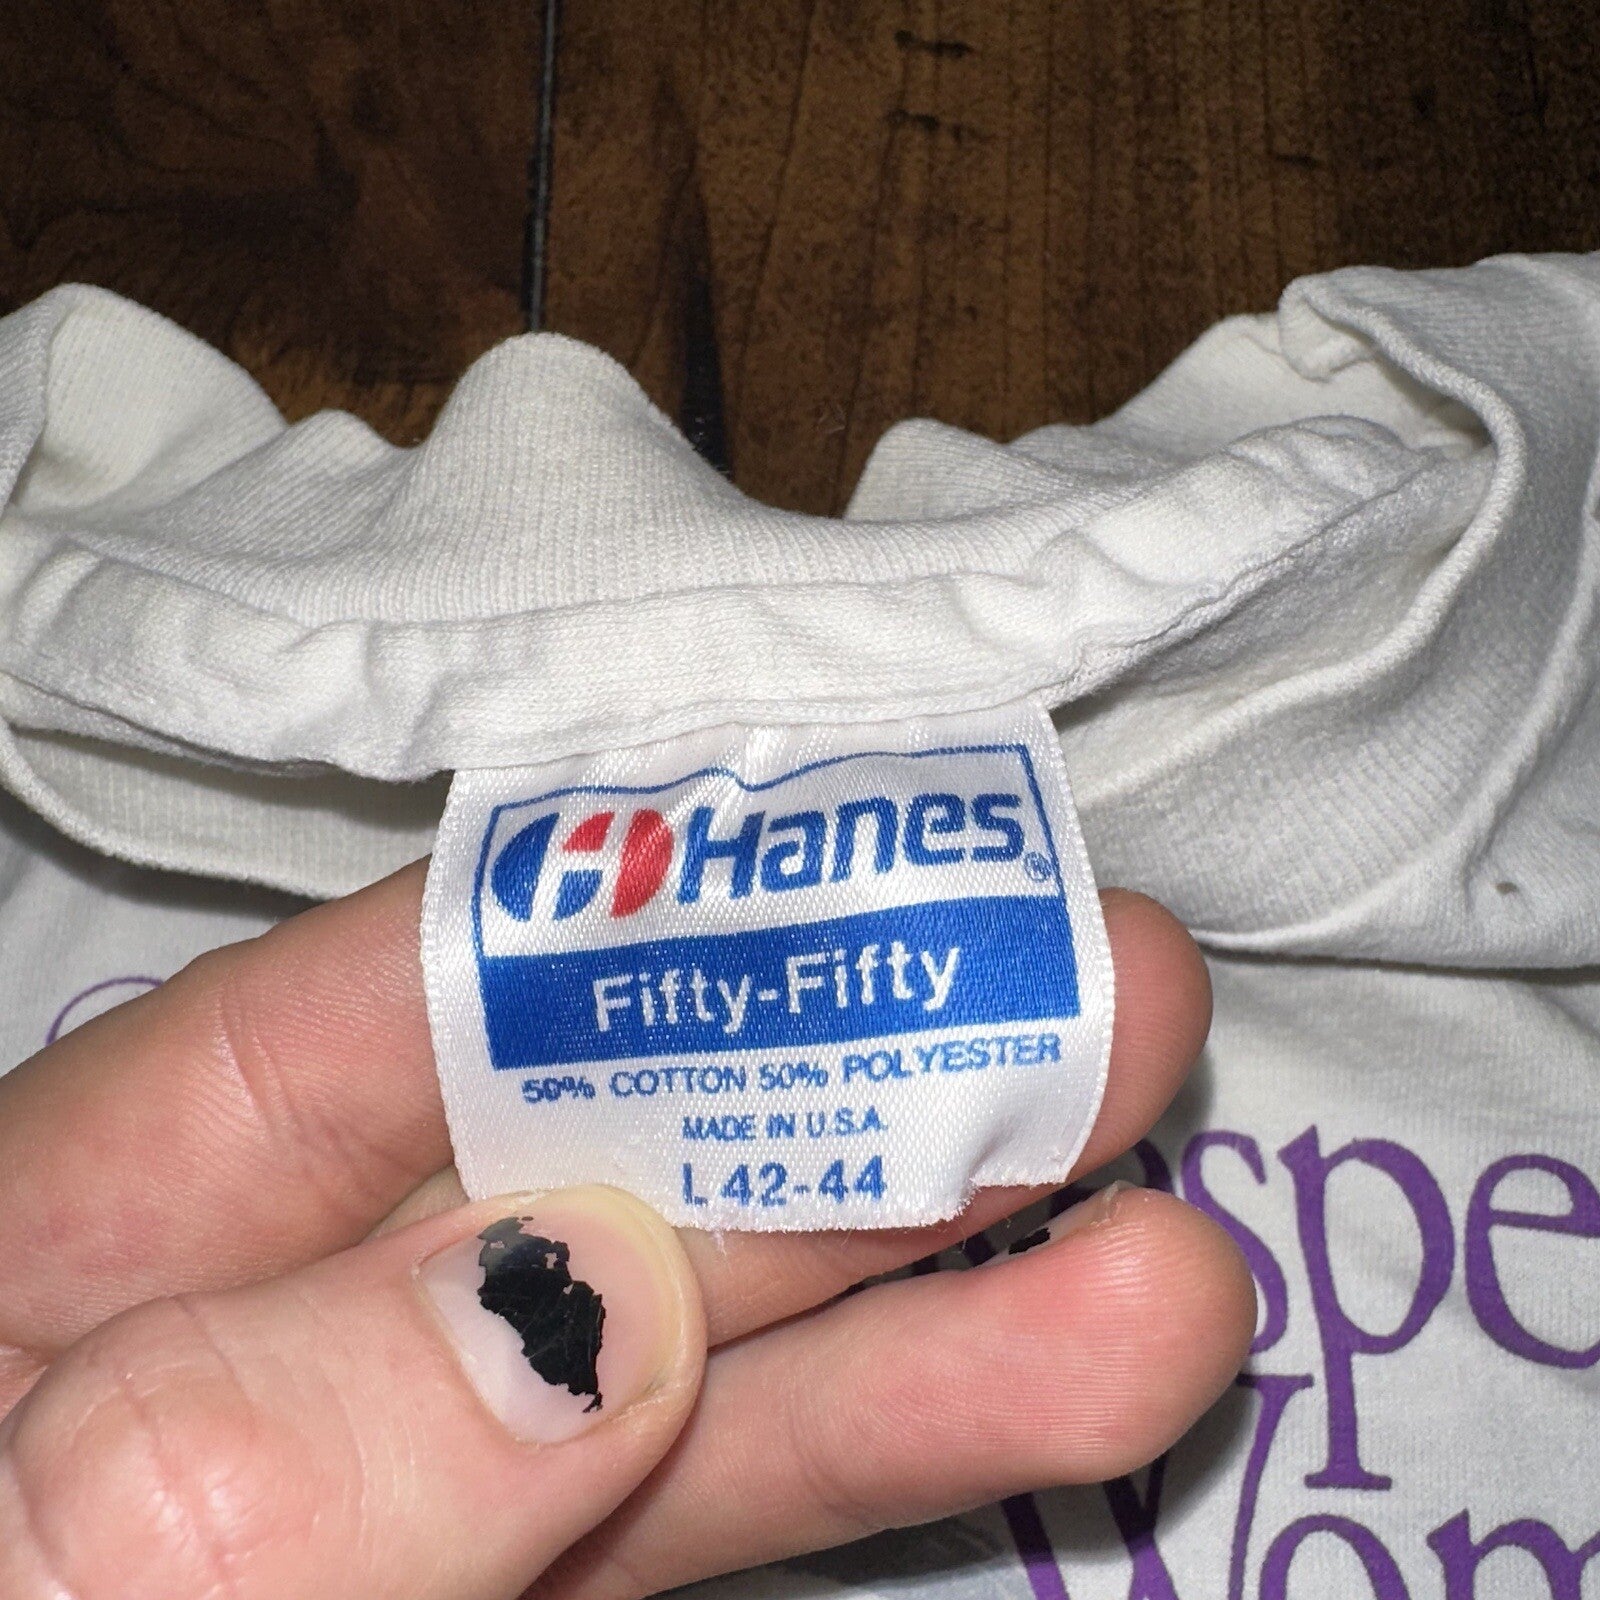 Hanes®
Fifty-Fifty
50% COTTON 50% POLYESTER
MADE IN U.S.A.
L 42-44